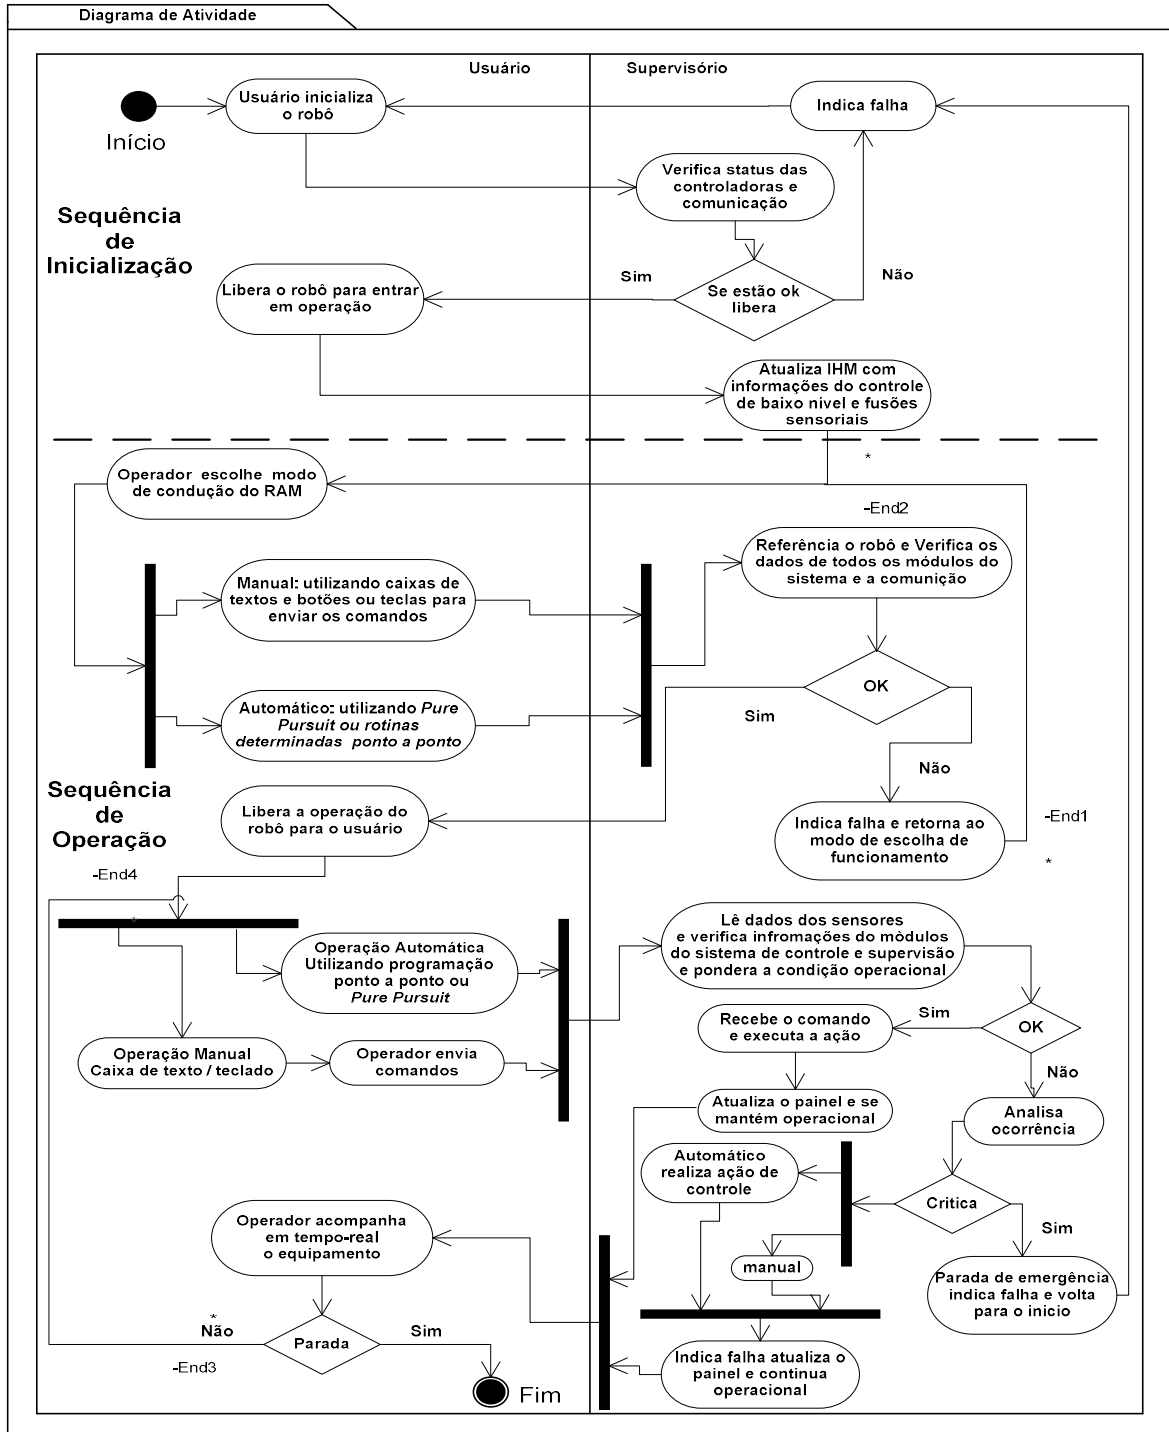 Diagrama de Atividade
Usuário
Supervisório
Início
Usuário inicializa
o robô
Indica falha
Verifica status das
controladoras e
comunicação
Sequência
de
Inicialização
Libera o robô para entrar
em operação
Sim
Se estão ok
libera
Não
Atualiza IHM com
informações do controle
de baixo nível e fusões
sensoriais
*
Operador escolhe modo
de condução do RAM
-End2
Manual: utilizando caixas de
textos e botões ou teclas para
enviar os comandos
Referência o robô e Verifica os
dados de todos os módulos do
sistema e a comunição
Automático: utilizando Pure
Pursuit ou rotinas
determinadas ponto a ponto
OK
Sim
Não
Sequência
de
Operação
Libera a operação do
robô para o usuário
Indica falha e retorna ao
modo de escolha de
funcionamento
-End1
*
-End4
*
Operação Automática
Utilizando programação
ponto a ponto ou
Pure Pursuit
Lê dados dos sensores
e verifica infromações do mòdulos
do sistema de controle e supervisão
e pondera a condição operacional
Operação Manual
Caixa de texto / teclado
Operador envia
comandos
Recebe o comando
e executa a ação
Sim
OK
Não
Atualiza o painel e se
mantém operacional
Analisa
ocorrência
Automático
realiza ação de
controle
Critica
Sim
manual
Parada de emergência
indica falha e volta
para o inicio
Operador acompanha
em tempo-real
o equipamento
*
Não
Parada
Sim
-End3
Indica falha atualiza o
painel e continua
operacional
Fim